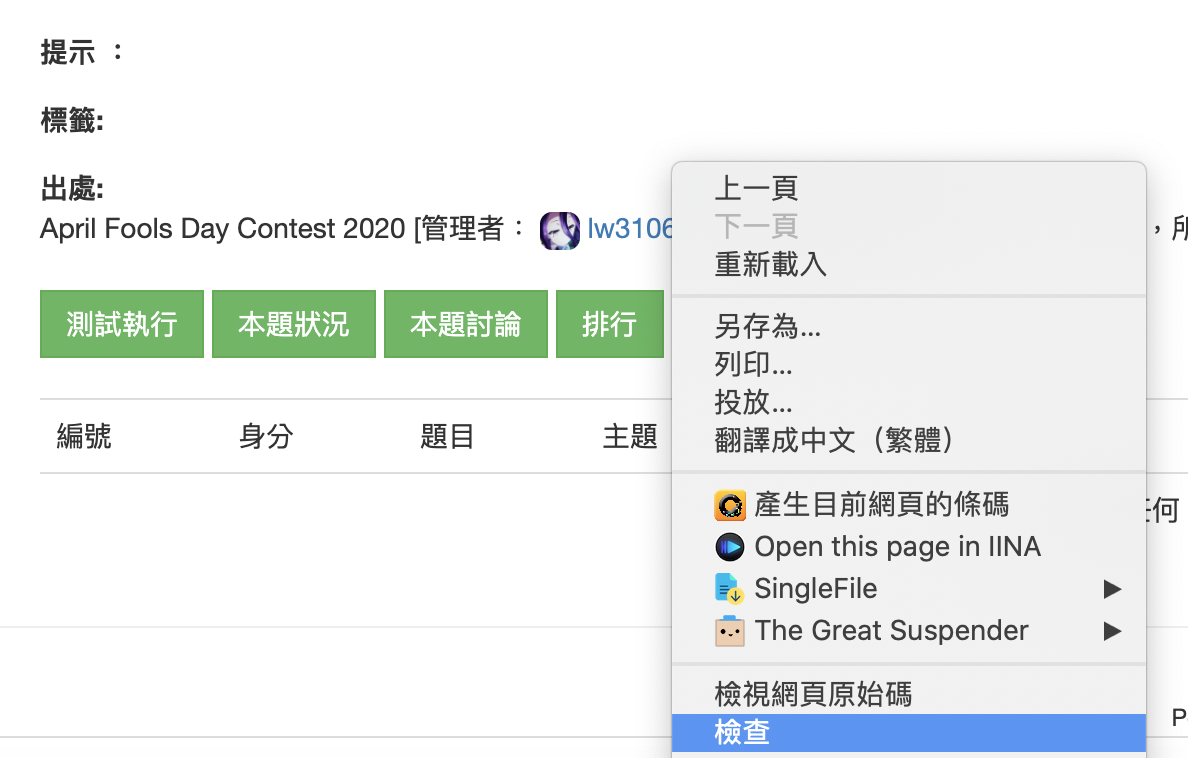 提示 ：
標籤:
出處:
April Fools Day Contest 2020 [管理者： lw3106
，所
測試執行 本題狀況 本題討論 排行
編號 身分 題目 主題
任何
上一頁
下一頁
重新載入
另存為...
列印...
投放...
翻譯成中文（繁體）
產生目前網頁的條碼
Open this page in IINA
SingleFile
The Great Suspender
檢視網頁原始碼
檢查
P